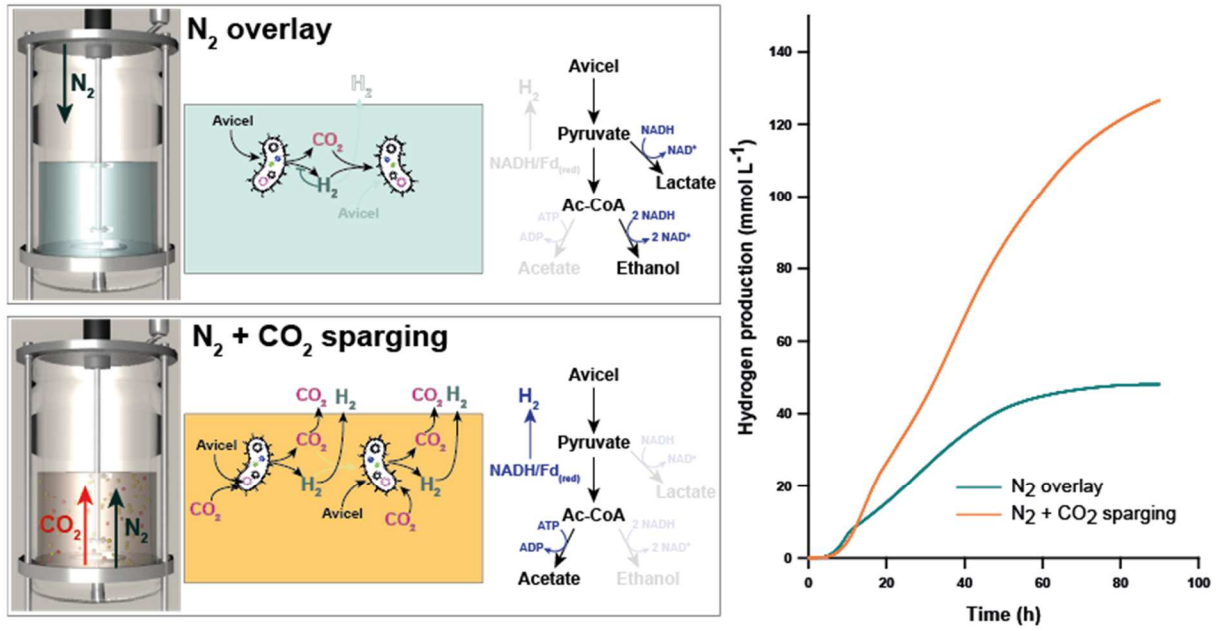 N₂ overlay
N₂
H₂
Avicel
CO₂
H₂
Avicel
Avicel
H₂
Pyruvate
NADH
NAD⁺
NADH/Fd(red)
Lactate
Ac-CoA
ATP
2 NADH
ADP
2 NAD⁺
Acetate
Ethanol
N₂ + CO₂ sparging
CO₂
N₂
CO₂ H₂
CO₂ H₂
Avicel
CO₂
CO₂
H₂
H₂
CO₂
Avicel
CO₂
Avicel
H₂
Pyruvate
NADH
NAD⁺
NADH/Fd(red)
Lactate
Ac-CoA
ATP
2 NADH
ADP
2 NAD⁺
Acetate
Ethanol
Hydrogen production (mmol L⁻¹)
140
120
100
80
60
40
20
0
N₂ overlay
N₂ + CO₂ sparging
0 20 40 60 80 100
Time (h)